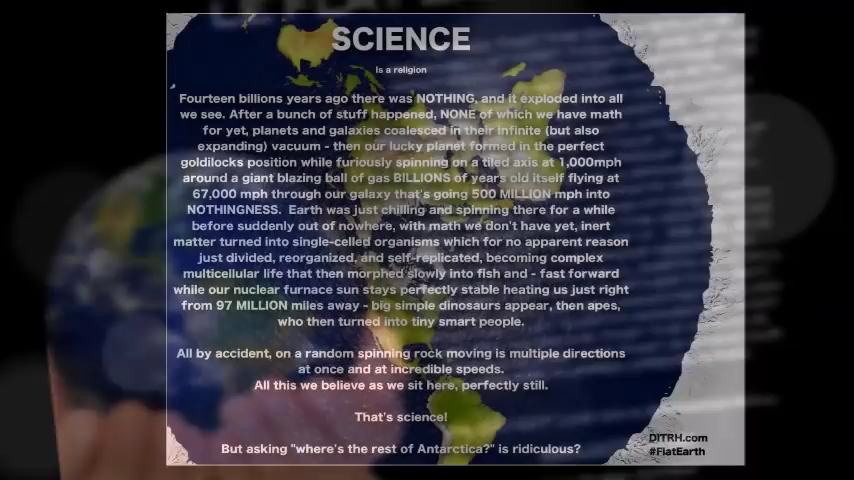 SCIENCE
Is a religion
Fourteen billions years ago there was NOTHING, and it exploded into all
we see. After a bunch of stuff happened, NONE of which we have math
for yet, planets and galaxies coalesced in their infinite (but also
expanding) vacuum - then our lucky planet formed in the perfect
goldilocks position while furiously spinning on a tiled axis at 1,000mph
around a giant blazing ball of gas BILLIONS of years old itself flying at
67,000 mph through our galaxy that's going 500 MILLION mph into
NOTHINGNESS. Earth was just chilling and spinning there for a while
before suddenly out of nowhere, with math we don't have yet, inert
matter turned into single-celled organisms which for no apparent reason
just divided, reorganized, and self-replicated, becoming complex
multicellular life that then morphed slowly into fish and - fast forward
while our nuclear furnace sun stays perfectly stable heating us just right
from 97 MILLION miles away - big simple dinosaurs appear, then apes,
who then turned into tiny smart people.
All by accident, on a random spinning rock moving is multiple directions
at once and at incredible speeds.
All this we believe as we sit here, perfectly still.
That's science!
But asking "where's the rest of Antarctica?" is ridiculous?
DITRH.com
#FlatEarth